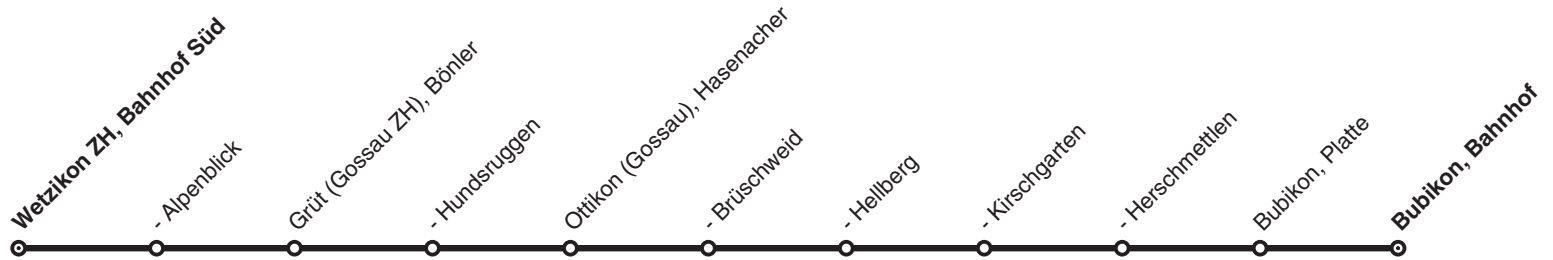 Wetzikon ZH, Bahnhof Süd
- Alpenblick
Grüt (Gossau ZH), Bönler
- Hundsruggen
Ottikon (Gossau), Hasenacher
- Brüschweid
- Hellberg
- Kirschgarten
- Herschmettlen
Bubikon, Platte
Bubikon, Bahnhof